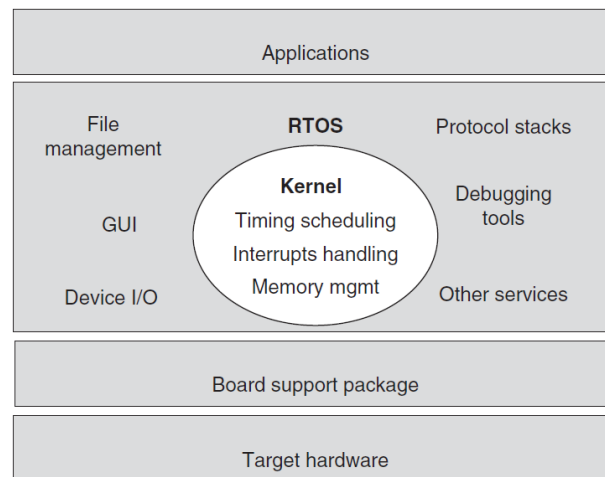 Applications
File
management
RTOS
Protocol stacks
Kernel
Timing scheduling
Interrupts handling
Memory mgmt
GUI
Debugging
tools
Device I/O
Other services
Board support package
Target hardware